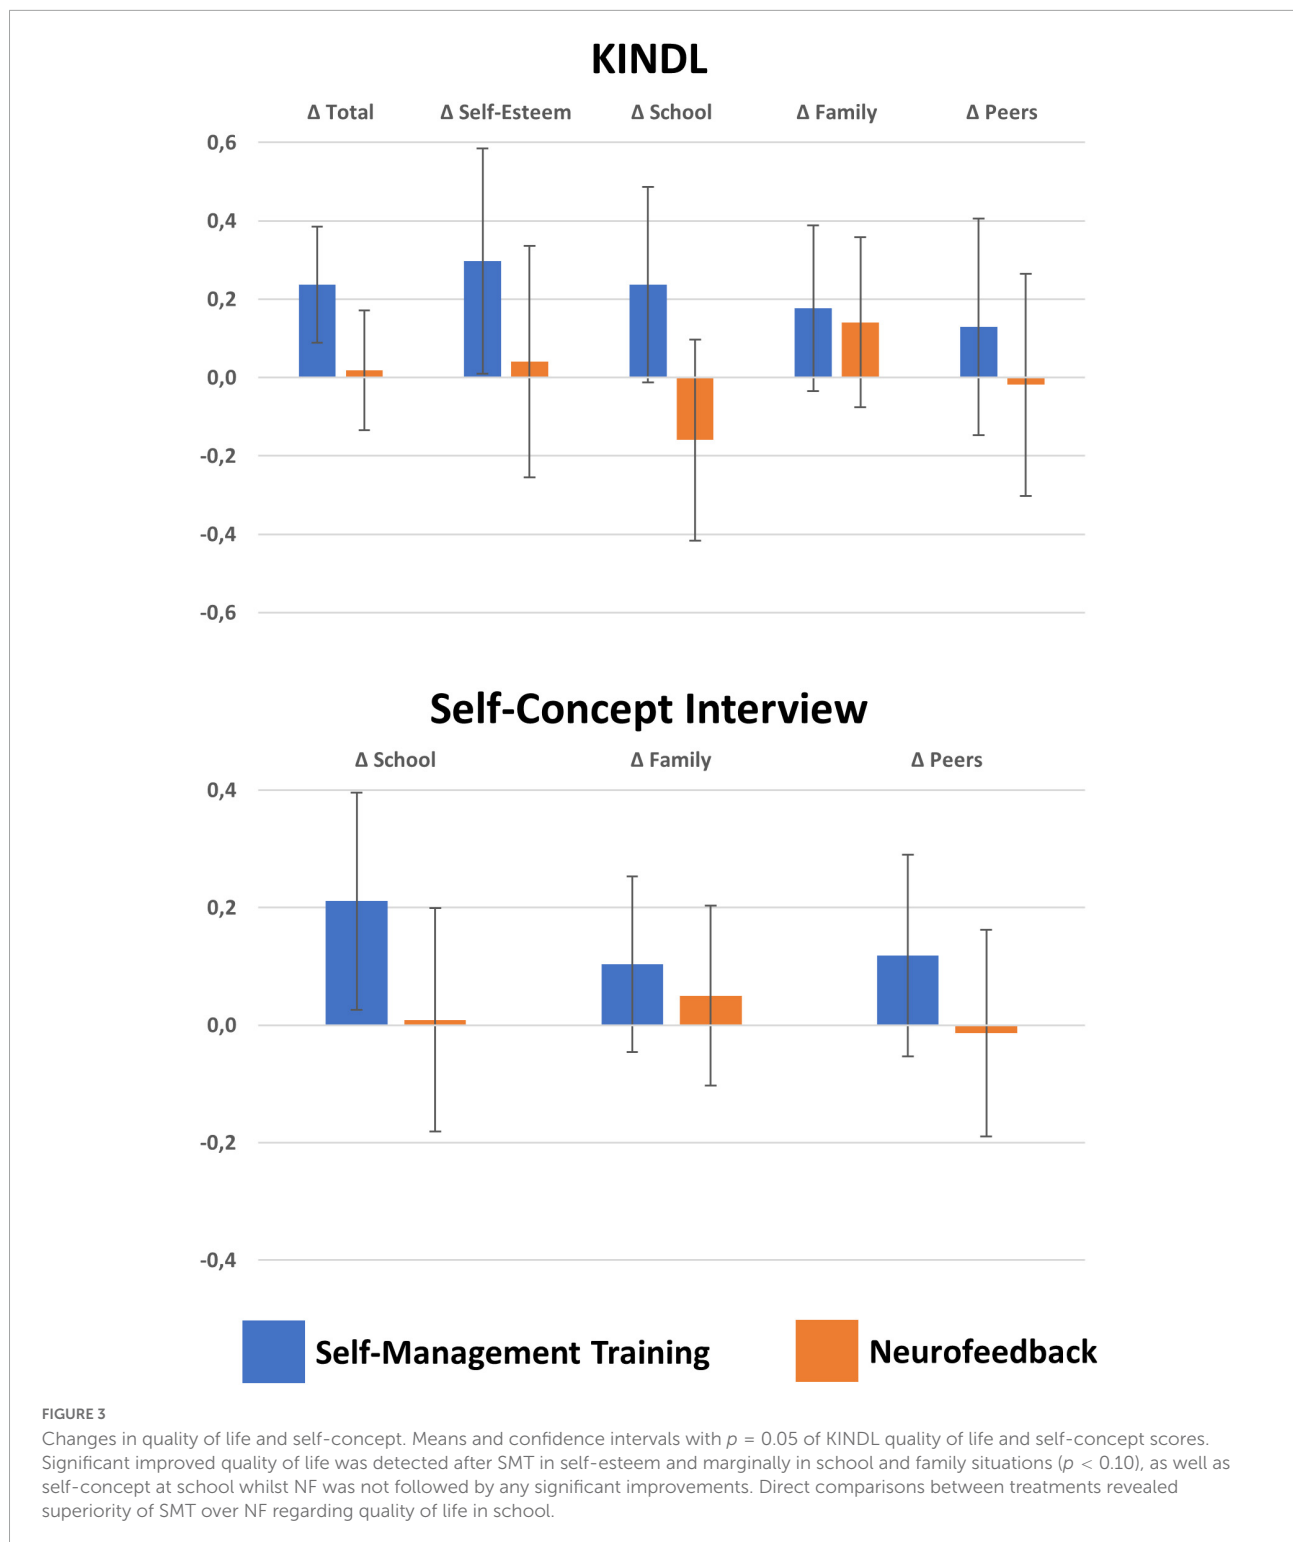 KINDL
Δ Total Δ Self-Esteem Δ School Δ Family Δ Peers
0,6
0,4
0,2
0,0
-0,2
-0,4
-0,6
Self-Concept Interview
Δ School Δ Family Δ Peers
0,4
0,2
0,0
-0,2
-0,4
Self-Management Training Neurofeedback
FIGURE 3
Changes in quality of life and self-concept. Means and confidence intervals with p = 0.05 of KINDL quality of life and self-concept scores.
Significant improved quality of life was detected after SMT in self-esteem and marginally in school and family situations (p < 0.10), as well as
self-concept at school whilst NF was not followed by any significant improvements. Direct comparisons between treatments revealed
superiority of SMT over NF regarding quality of life in school.